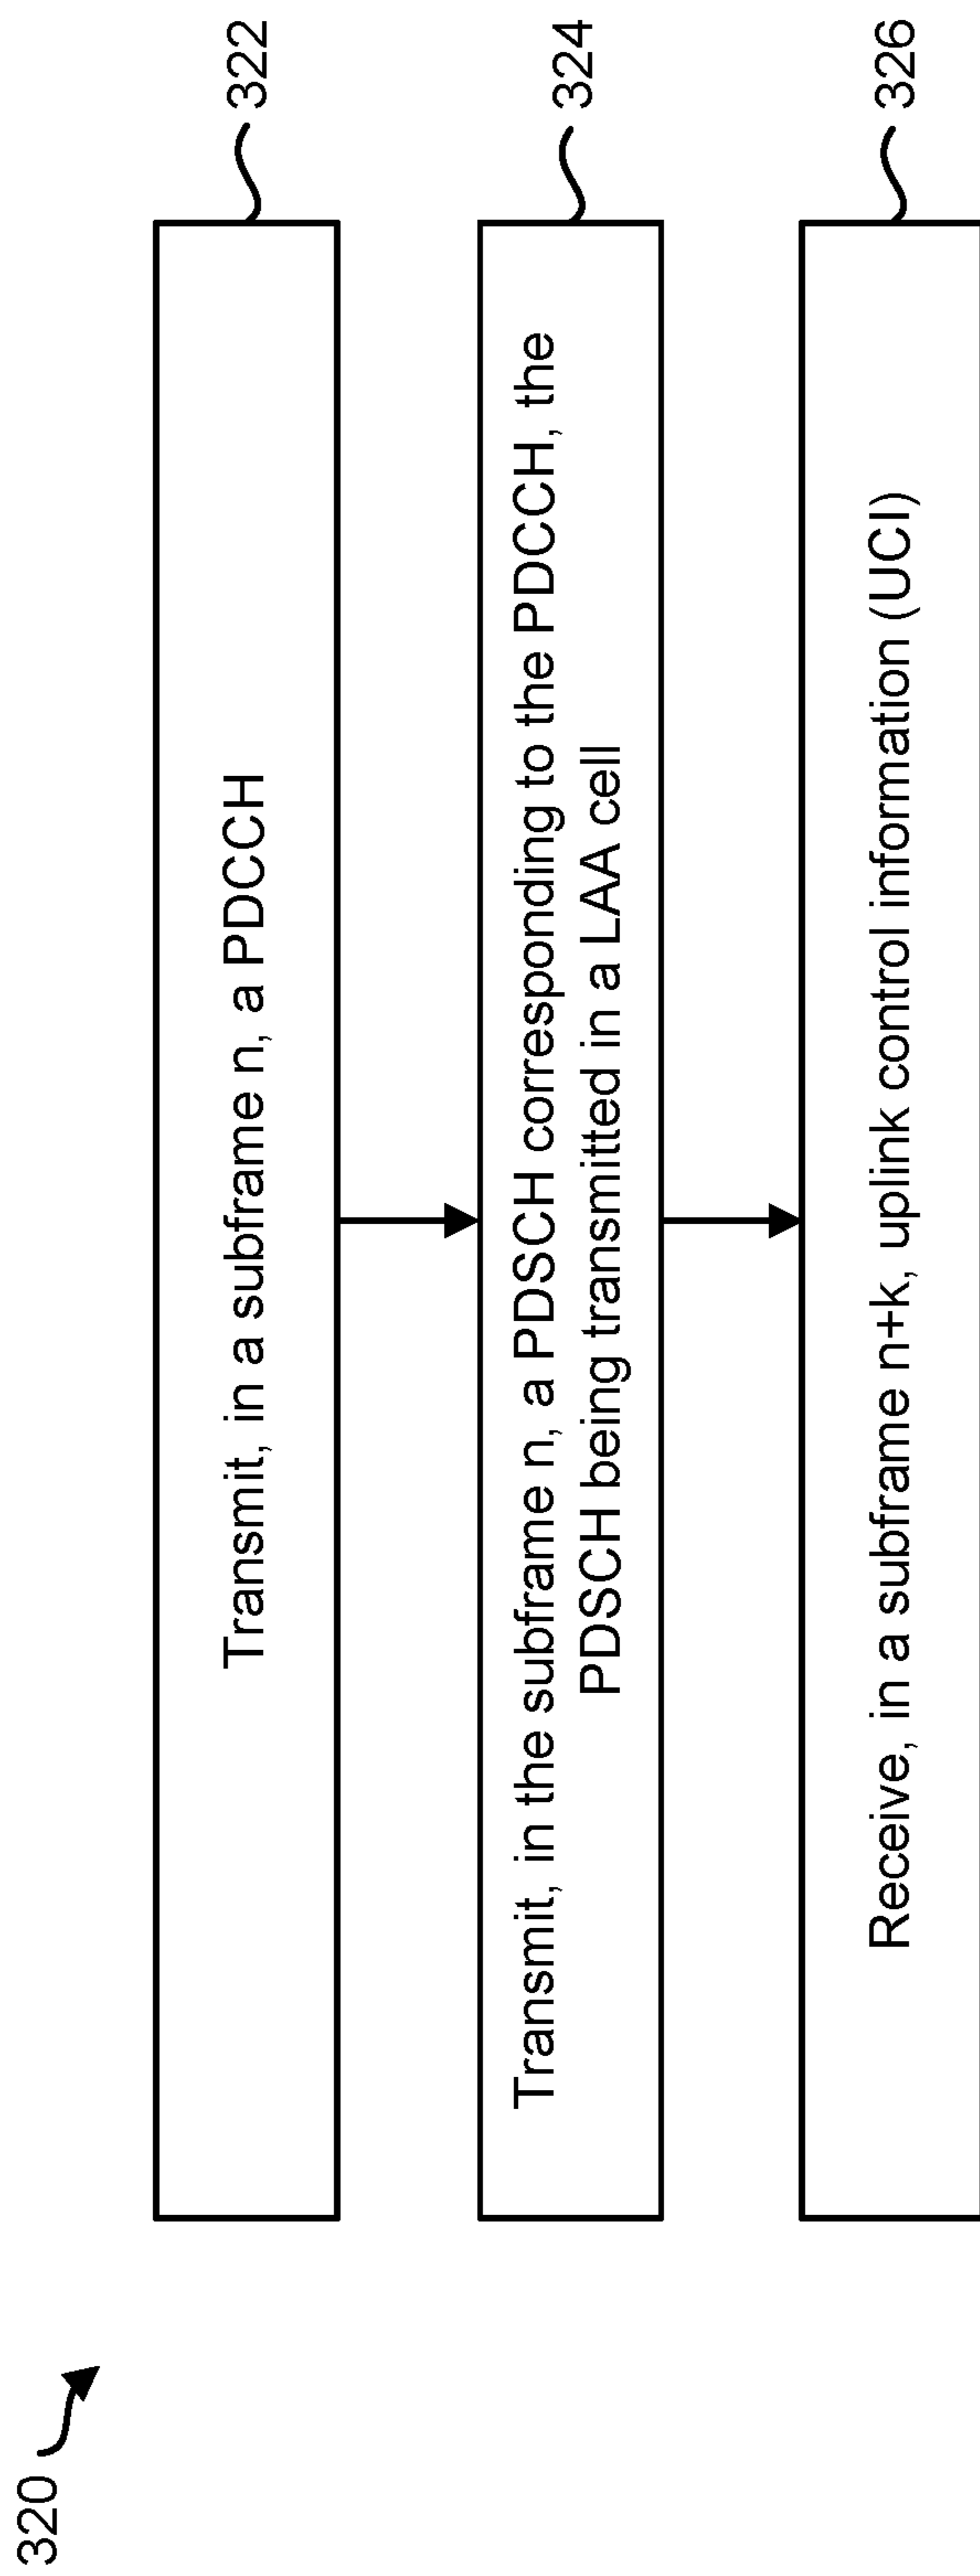 320
Transmit, in a subframe n, a PDCCH
322
Transmit, in the subframe n, a PDSCH corresponding to the PDCCH, the
PDSCH being transmitted in a LAA cell
324
Receive, in a subframe n+k, uplink control information (UCI)
326